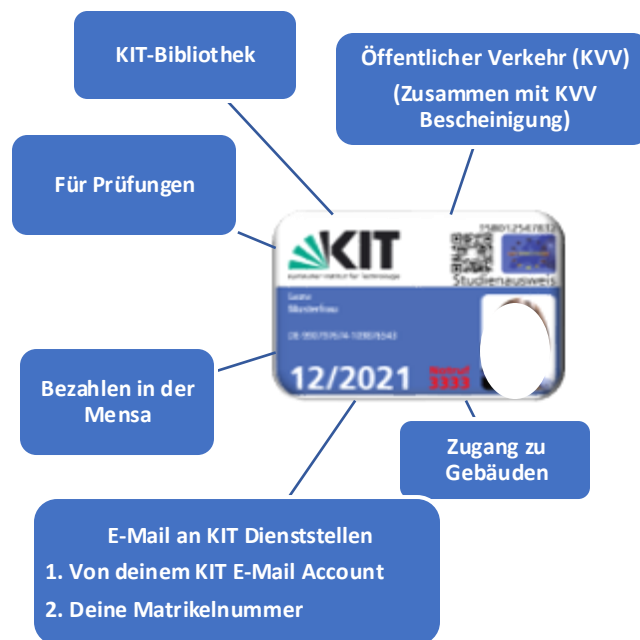 KIT-Bibliothek
Öffentlicher Verkehr (KVV)
(Zusammen mit KVV
Bescheinigung)
Für Prüfungen
KIT
Studienausweis
12/2021
Notruf
3333
Bezahlen in der
Mensa
Zugang zu
Gebäuden
E-Mail an KIT Dienststellen
1. Von deinem KIT E-Mail Account
2. Deine Matrikelnummer